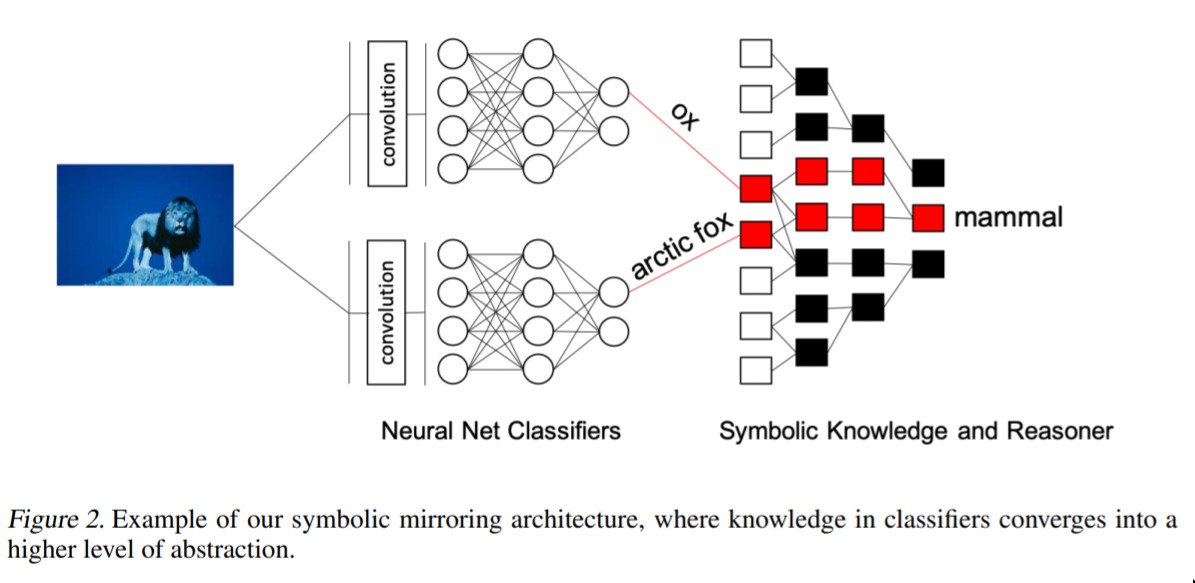 convolution
ox
convolution
arctic fox
mammal
Neural Net Classifiers
Symbolic Knowledge and Reasoner
Figure 2. Example of our symbolic mirroring architecture, where knowledge in classifiers converges into a
higher level of abstraction.